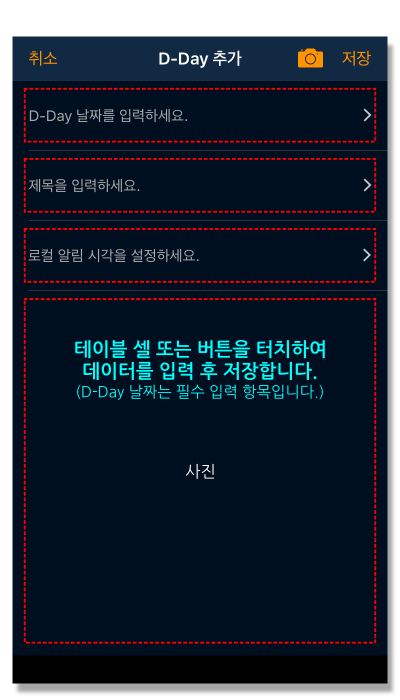 취소 D-Day 추가 저장
D-Day 날짜를 입력하세요.
제목을 입력하세요.
로컬 알림 시각을 설정하세요.
테이블 셀 또는 버튼을 터치하여
데이터를 입력 후 저장합니다.
(D-Day 날짜는 필수 입력 항목입니다.)
사진